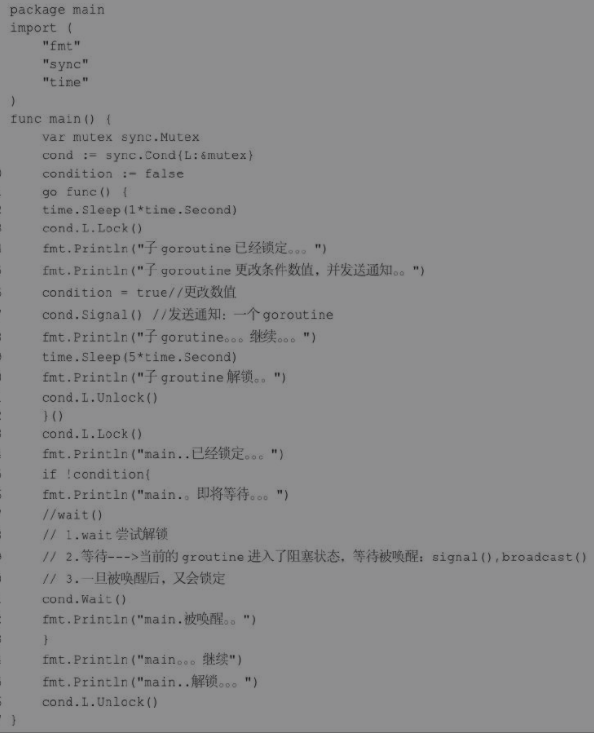 package main
import (
"fmt"
"sync"
"time"
)
func main() {
var mutex sync.Mutex
cond := sync.Cond{L:&mutex}
condition := false
go func() {
time.Sleep(1*time.Second)
cond.L.Lock()
fmt.Println("子 goroutine 已经锁定。。。")
fmt.Println("子 goroutine 更改条件数值，并发送通知。。")
condition = true//更改数值
cond.Signal() //发送通知：一个 goroutine
fmt.Println("子 gorutine。。。继续。。。")
time.Sleep(5*time.Second)
fmt.Println("子 groutine 解锁。。")
cond.L.Unlock()
}()
cond.L.Lock()
fmt.Println("main..已经锁定。。。")
if !condition{
fmt.Println("main.。即将等待。。。")
//wait()
// 1.wait 尝试解锁
// 2.等待--->当前的 groutine 进入了阻塞状态，等待被唤醒：signal(),broadcast()
// 3.一旦被唤醒后，又会锁定
cond.Wait()
fmt.Println("main.被唤醒。。")
}
fmt.Println("main。。。继续")
fmt.Println("main..解锁。。。")
cond.L.Unlock()
}